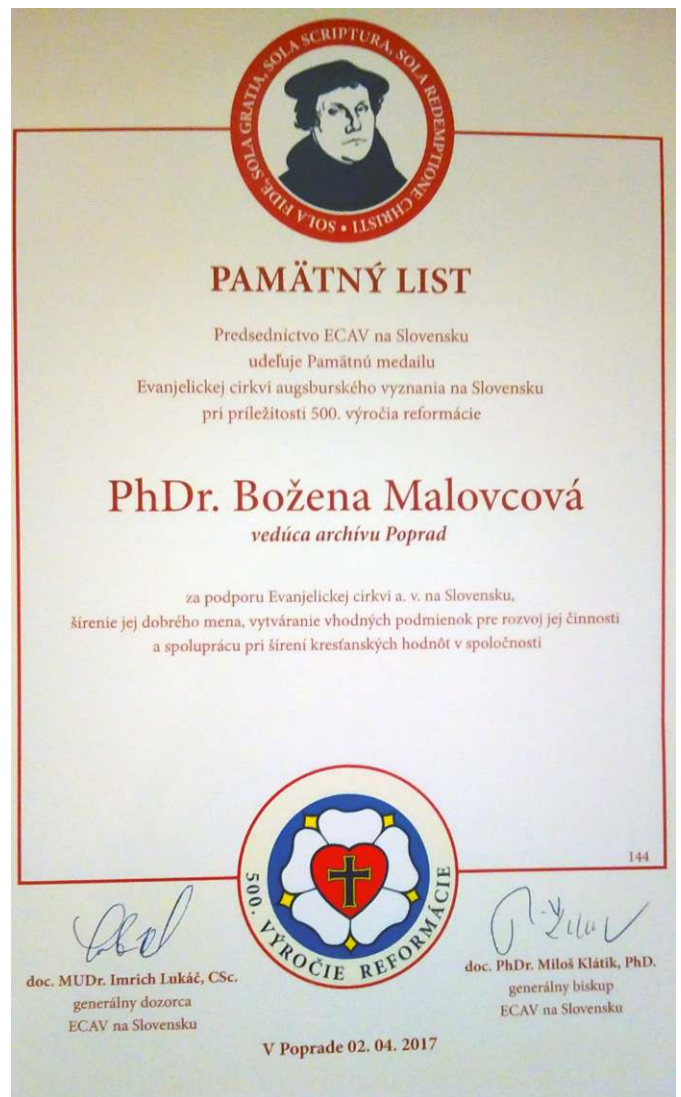 SOLA FIDE, SOLA GRATIA, SOLA SCRIPTURA, SOLA REDEMPTIONE CHRISTI •
PAMÄTNÝ LIST
Predsedníctvo ECAV na Slovensku
udeľuje Pamätnú medailu
Evanjelickej cirkvi augsburského vyznania na Slovensku
pri príležitosti 500. výročia reformácie
PhDr. Božena Malovcová
vedúca archívu Poprad
za podporu Evanjelickej cirkvi a. v. na Slovensku,
šírenie jej dobrého mena, vytváranie vhodných podmienok pre rozvoj jej činnosti
a spoluprácu pri šírení kresťanských hodnôt v spoločnosti
144
500. VÝROČIE REFORMÁCIE
doc. MUDr. Imrich Lukáč, CSc.
generálny dozorca
ECAV na Slovensku
doc. PhDr. Miloš Klátik, PhD.
generálny biskup
ECAV na Slovensku
V Poprade 02. 04. 2017